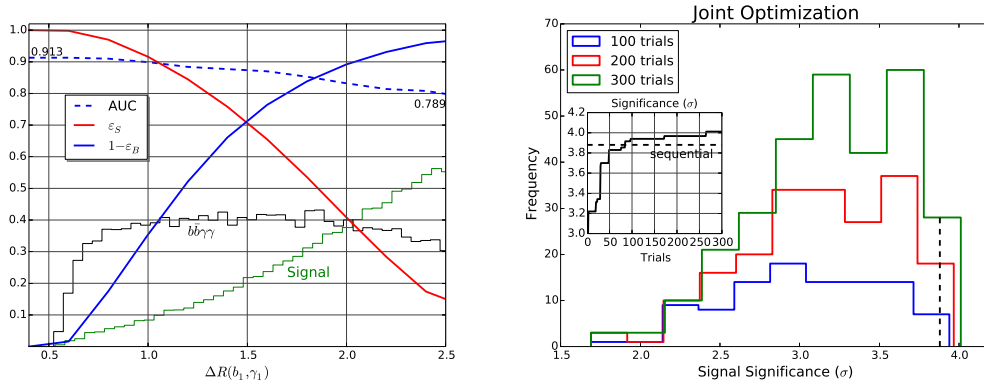 1.0
0.9
0.8
0.7
0.6
0.5
0.4
0.3
0.2
0.1
0.913
0.789
AUC
ε_S
1−ε_B
bb̄γγ
Signal
0.5 1.0 1.5 2.0 2.5
ΔR(b₁,γ₁)
Joint Optimization
70
60
50
40
30
20
10
0
Frequency
100 trials
200 trials
300 trials
Significance (σ)
4.2
4.0
3.8
3.6
3.4
3.2
3.0
sequential
0 50 100 150 200 250 300
Trials
1.5 2.0 2.5 3.0 3.5 4.0
Signal Significance (σ)